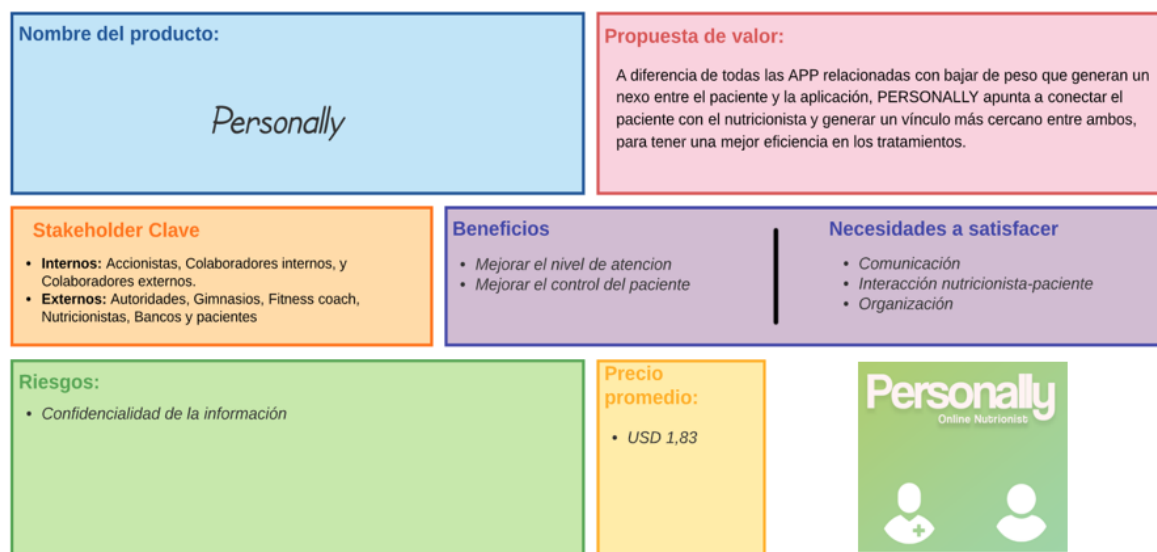 Nombre del producto:
Personally
Propuesta de valor:
A diferencia de todas las APP relacionadas con bajar de peso que generan un
nexo entre el paciente y la aplicación, PERSONALLY apunta a conectar el
paciente con el nutricionista y generar un vínculo más cercano entre ambos,
para tener una mejor eficiencia en los tratamientos.
Stakeholder Clave
• Internos: Accionistas, Colaboradores internos, y
Colaboradores externos.
• Externos: Autoridades, Gimnasios, Fitness coach,
Nutricionistas, Bancos y pacientes
Beneficios
• Mejorar el nivel de atencion
• Mejorar el control del paciente
Necesidades a satisfacer
• Comunicación
• Interacción nutricionista-paciente
• Organización
Riesgos:
• Confidencialidad de la información
Precio
promedio:
• USD 1,83
Personally
Online Nutrionist